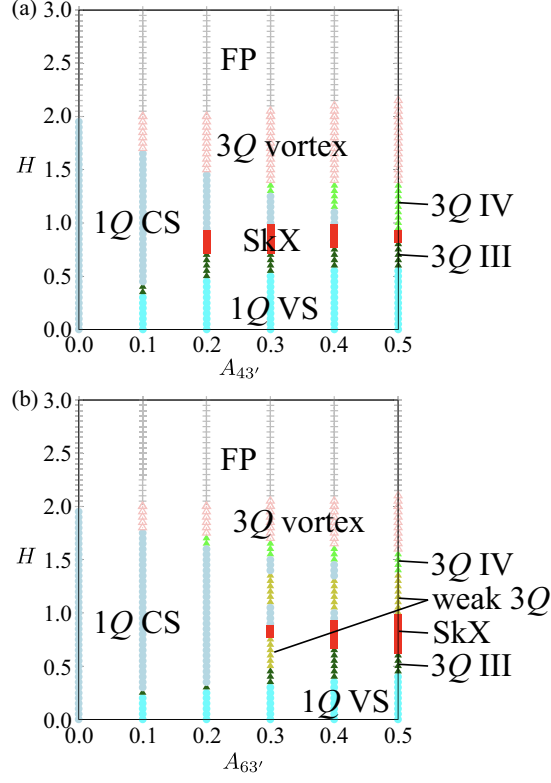 (a)
3.0
FP
2.5
2.0
3Q vortex
H 1.5
3Q IV
1Q CS
1.0
SkX
3Q III
0.5
1Q VS
0.0
0.0 0.1 0.2 0.3 0.4 0.5
A43′
(b)
3.0
FP
2.5
2.0
3Q vortex
H 1.5
3Q IV
weak 3Q
1Q CS
1.0
SkX
0.5
3Q III
1Q VS
0.0
0.0 0.1 0.2 0.3 0.4 0.5
A63′